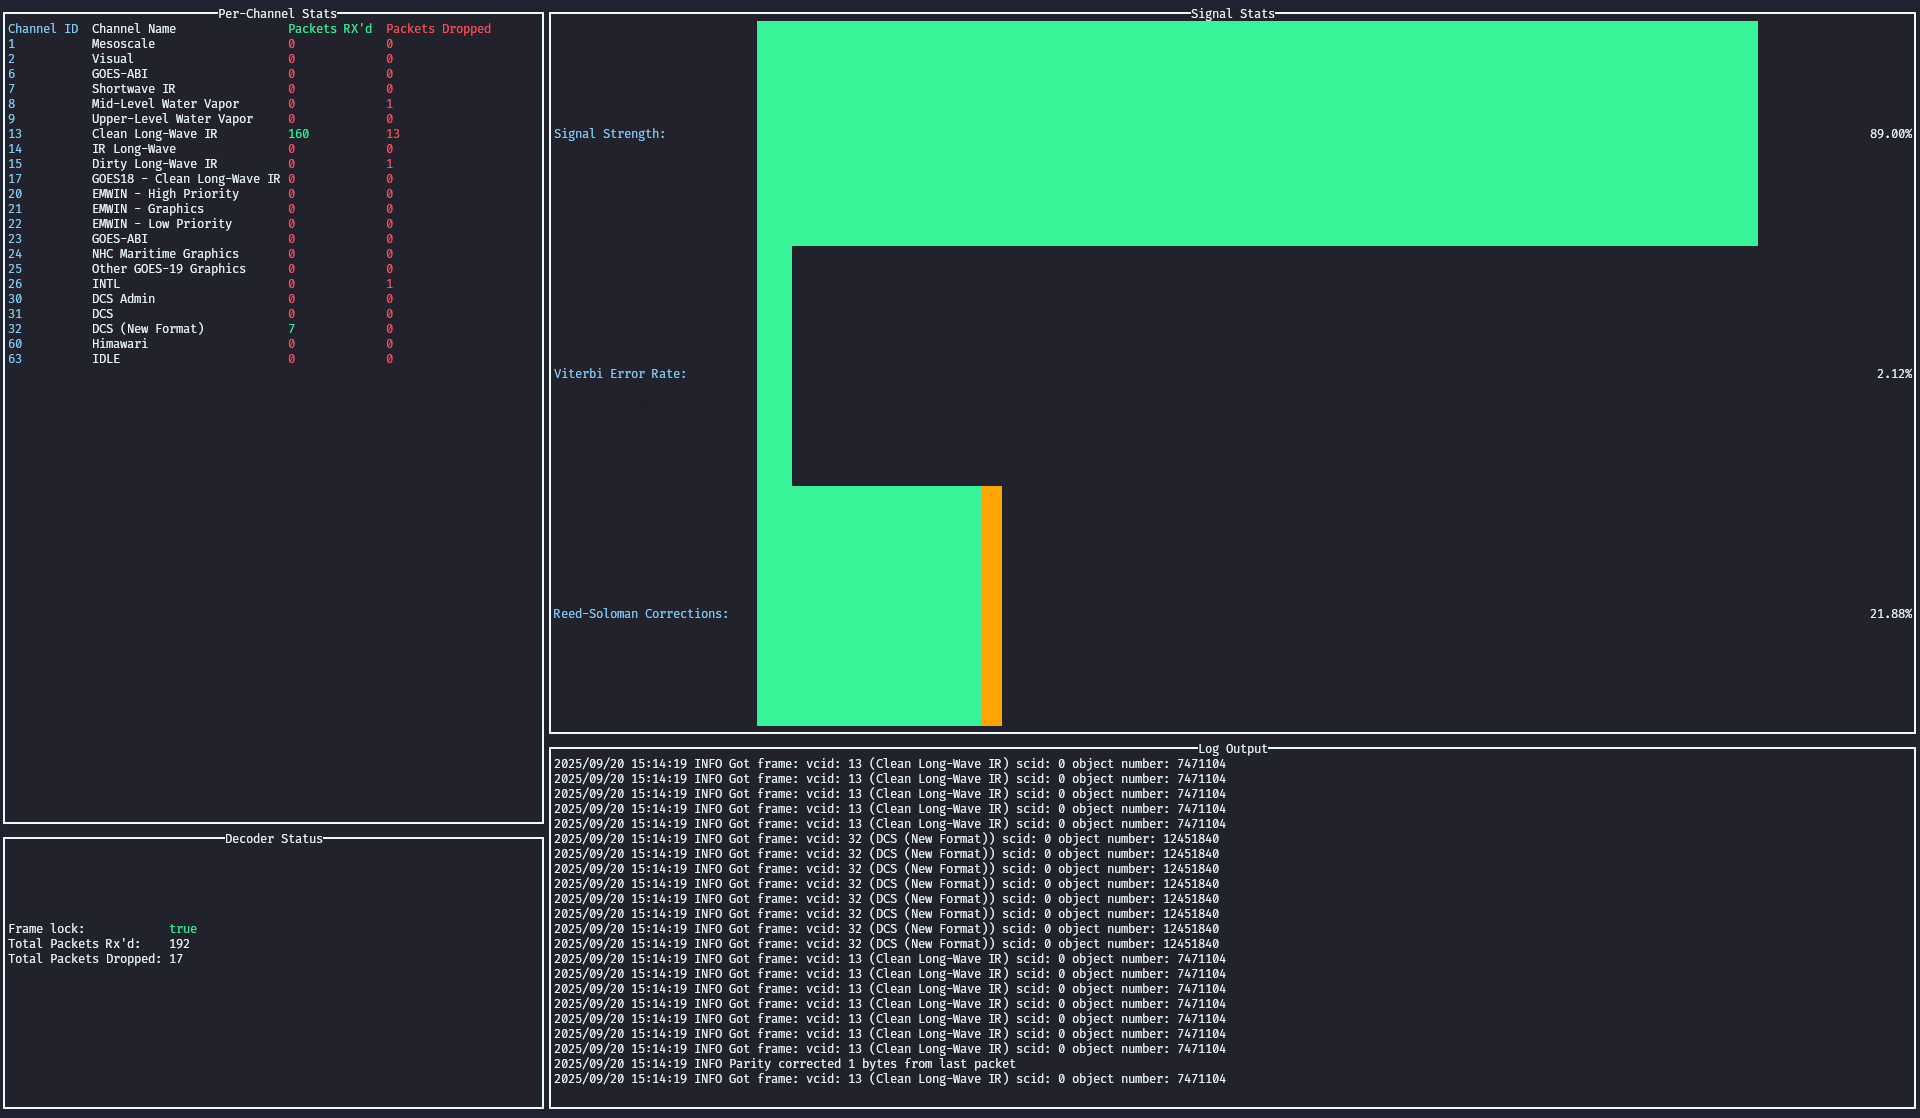 Per-Channel Stats
Channel ID Channel Name Packets RX'd Packets Dropped
1 Mesoscale 0 0
2 Visual 0 0
6 GOES-ABI 0 0
7 Shortwave IR 0 0
8 Mid-Level Water Vapor 0 1
9 Upper-Level Water Vapor 0 0
13 Clean Long-Wave IR 160 13
14 IR Long-Wave 0 0
15 Dirty Long-Wave IR 0 1
17 GOES18 - Clean Long-Wave IR 0 0
20 EMWIN - High Priority 0 0
21 EMWIN - Graphics 0 0
22 EMWIN - Low Priority 0 0
23 GOES-ABI 0 0
24 NHC Maritime Graphics 0 0
25 Other GOES-19 Graphics 0 0
26 INTL 0 1
30 DCS Admin 0 0
31 DCS 0 0
32 DCS (New Format) 7 0
60 Himawari 0 0
63 IDLE 0 0
Decoder Status
Frame lock: true
Total Packets Rx'd: 192
Total Packets Dropped: 17
Signal Stats
Signal Strength: 89.00%
Viterbi Error Rate: 2.12%
Reed-Soloman Corrections: 21.88%
Log Output
2025/09/20 15:14:19 INFO Got frame: vcid: 13 (Clean Long-Wave IR) scid: 0 object number: 7471104
2025/09/20 15:14:19 INFO Got frame: vcid: 13 (Clean Long-Wave IR) scid: 0 object number: 7471104
2025/09/20 15:14:19 INFO Got frame: vcid: 13 (Clean Long-Wave IR) scid: 0 object number: 7471104
2025/09/20 15:14:19 INFO Got frame: vcid: 13 (Clean Long-Wave IR) scid: 0 object number: 7471104
2025/09/20 15:14:19 INFO Got frame: vcid: 13 (Clean Long-Wave IR) scid: 0 object number: 7471104
2025/09/20 15:14:19 INFO Got frame: vcid: 32 (DCS (New Format)) scid: 0 object number: 12451840
2025/09/20 15:14:19 INFO Got frame: vcid: 32 (DCS (New Format)) scid: 0 object number: 12451840
2025/09/20 15:14:19 INFO Got frame: vcid: 32 (DCS (New Format)) scid: 0 object number: 12451840
2025/09/20 15:14:19 INFO Got frame: vcid: 32 (DCS (New Format)) scid: 0 object number: 12451840
2025/09/20 15:14:19 INFO Got frame: vcid: 32 (DCS (New Format)) scid: 0 object number: 12451840
2025/09/20 15:14:19 INFO Got frame: vcid: 32 (DCS (New Format)) scid: 0 object number: 12451840
2025/09/20 15:14:19 INFO Got frame: vcid: 32 (DCS (New Format)) scid: 0 object number: 12451840
2025/09/20 15:14:19 INFO Got frame: vcid: 32 (DCS (New Format)) scid: 0 object number: 12451840
2025/09/20 15:14:19 INFO Got frame: vcid: 13 (Clean Long-Wave IR) scid: 0 object number: 7471104
2025/09/20 15:14:19 INFO Got frame: vcid: 13 (Clean Long-Wave IR) scid: 0 object number: 7471104
2025/09/20 15:14:19 INFO Got frame: vcid: 13 (Clean Long-Wave IR) scid: 0 object number: 7471104
2025/09/20 15:14:19 INFO Got frame: vcid: 13 (Clean Long-Wave IR) scid: 0 object number: 7471104
2025/09/20 15:14:19 INFO Got frame: vcid: 13 (Clean Long-Wave IR) scid: 0 object number: 7471104
2025/09/20 15:14:19 INFO Got frame: vcid: 13 (Clean Long-Wave IR) scid: 0 object number: 7471104
2025/09/20 15:14:19 INFO Got frame: vcid: 13 (Clean Long-Wave IR) scid: 0 object number: 7471104
2025/09/20 15:14:19 INFO Parity corrected 1 bytes from last packet
2025/09/20 15:14:19 INFO Got frame: vcid: 13 (Clean Long-Wave IR) scid: 0 object number: 7471104